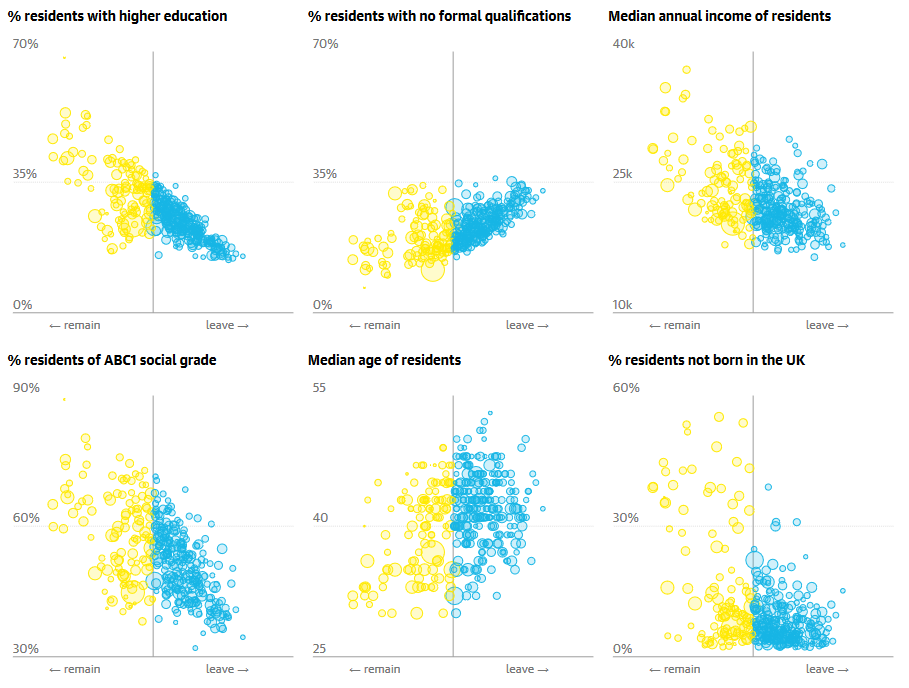 % residents with higher education
% residents with no formal qualifications
Median annual income of residents
70%
70%
40k
35%
35%
25k
0%
0%
10k
← remain
leave →
← remain
leave →
← remain
leave →
% residents of ABC1 social grade
Median age of residents
% residents not born in the UK
90%
55
60%
60%
40
30%
30%
25
0%
← remain
leave →
← remain
leave →
← remain
leave →